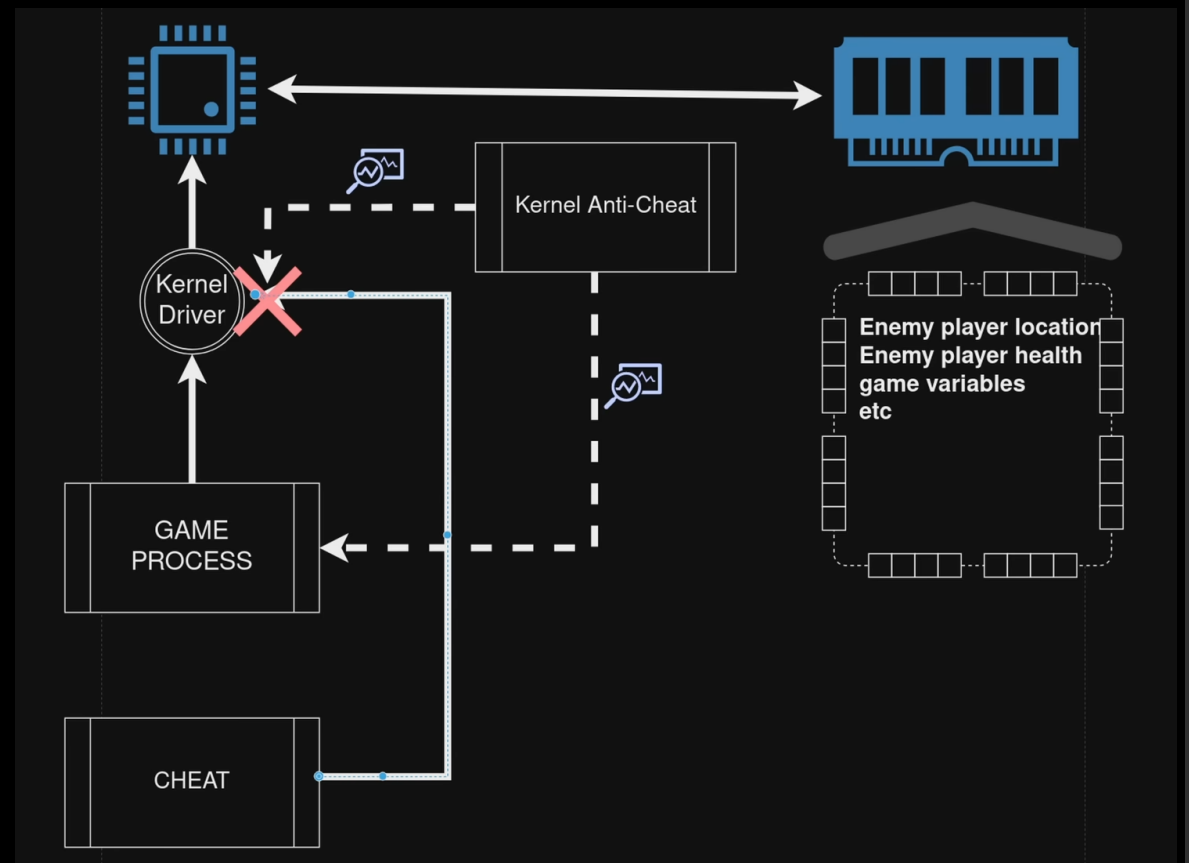 Kernel Anti-Cheat
Kernel
Driver
Enemy player location
Enemy player health
game variables
etc
GAME
PROCESS
CHEAT